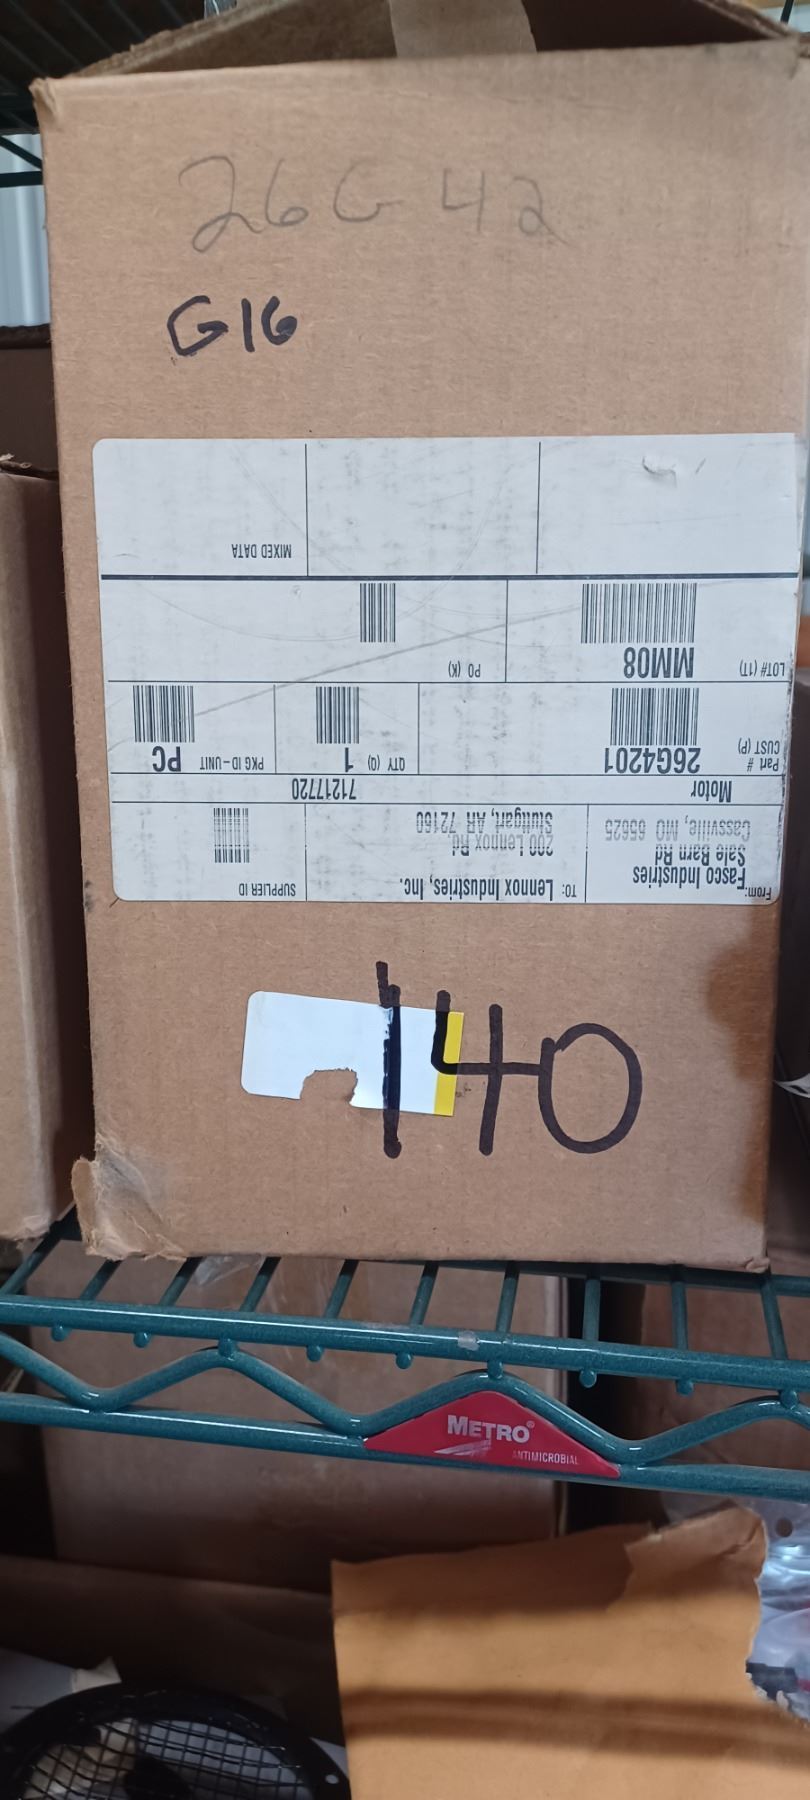 26G42
G16
From: Fasco Industries
Sale Barn Rd
Cassville, MO 65625
TO: Lennox Industries, Inc.
200 Lennox Rd.
Stuttgart, AR 72160
SUPPLIER ID
Motor 71217720
Part #
CUST (P) 26G4201
QTY (Q) 1
PKG ID-UNIT PC
LOT# (1T) MM08
PO (K)
MIXED DATA
140
METRO®
ANTIMICROBIAL